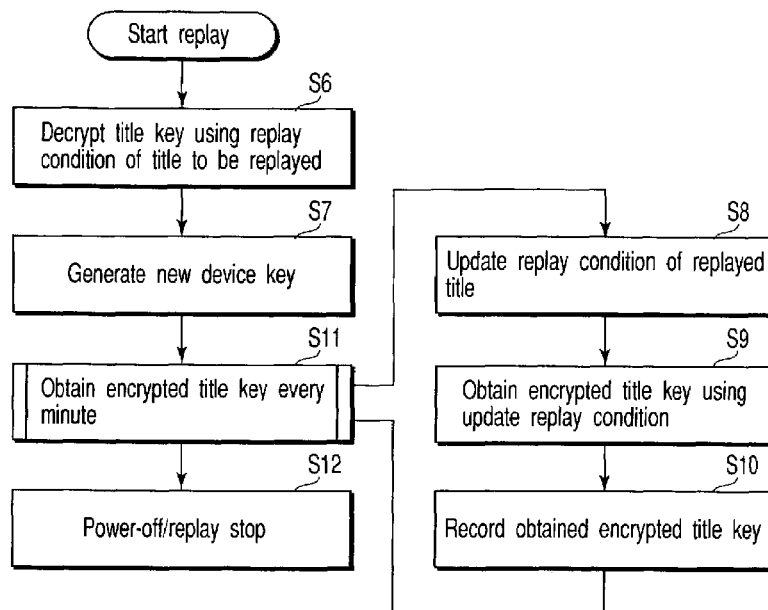 Start replay
S6
Decrypt title key using replay
condition of title to be replayed
S7
Generate new device key
S11
Obtain encrypted title key every
minute
S12
Power-off/replay stop
S8
Update replay condition of replayed
title
S9
Obtain encrypted title key using
update replay condition
S10
Record obtained encrypted title key